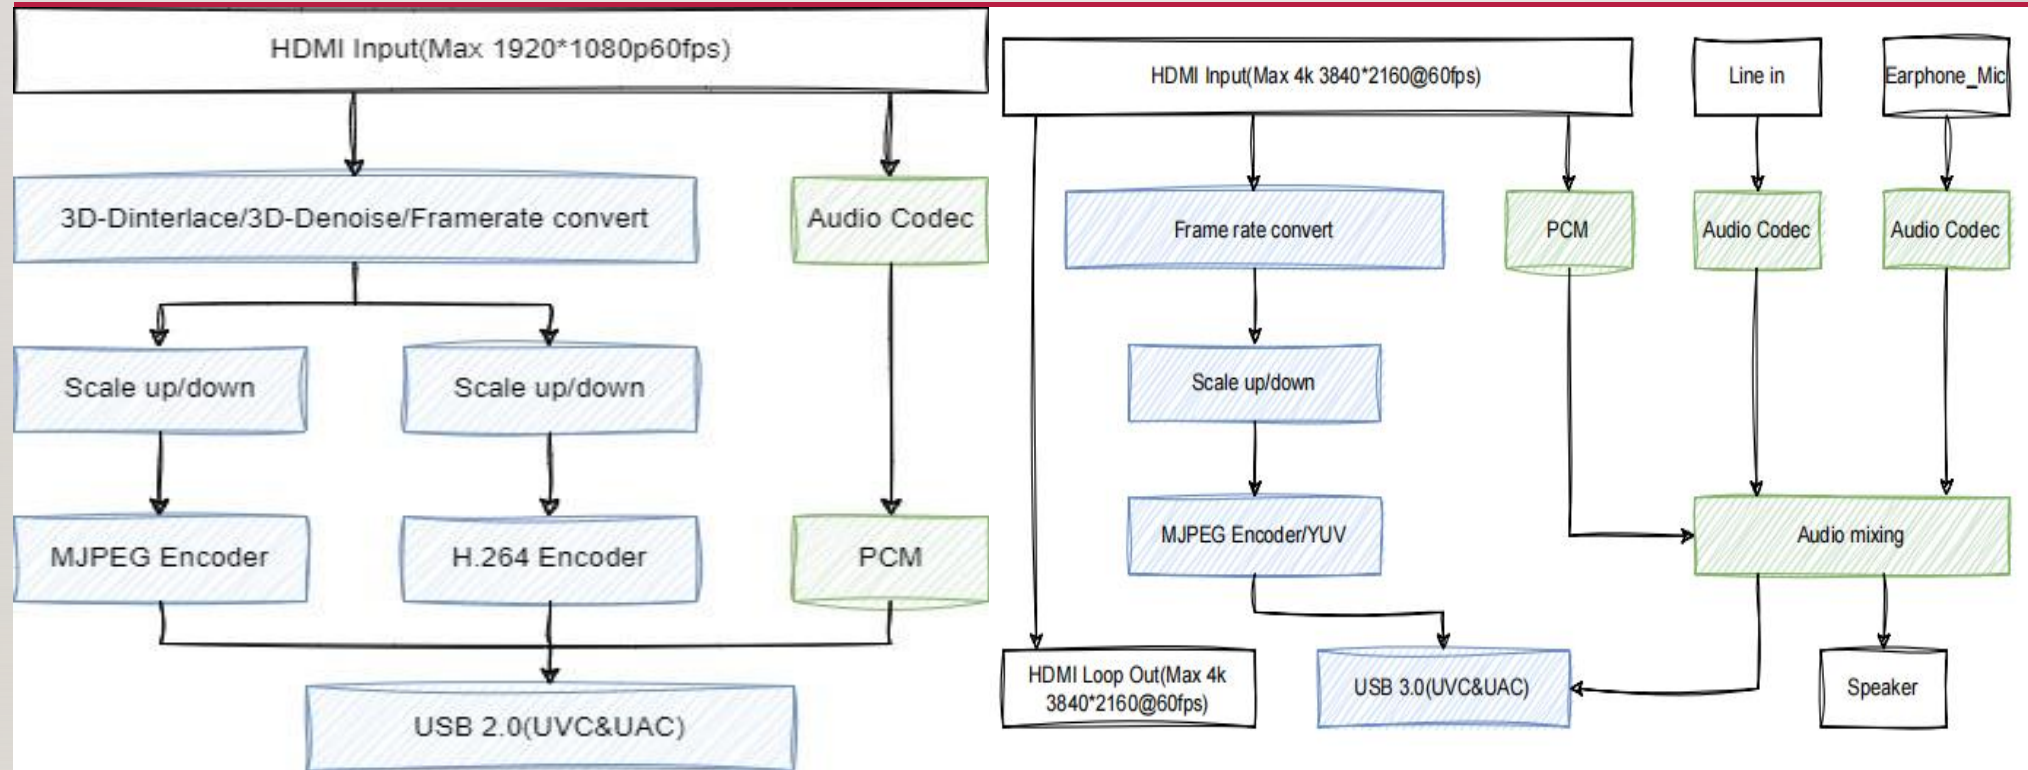 HDMI Input(Max 1920*1080p60fps)
3D-Dinterlace/3D-Denoise/Framerate convert
Audio Codec
Scale up/down
Scale up/down
MJPEG Encoder
H.264 Encoder
PCM
USB 2.0(UVC&UAC)
HDMI Input(Max 4k 3840*2160@60fps)
Line in
Earphone_Mic
Frame rate convert
PCM
Audio Codec
Audio Codec
Scale up/down
MJPEG Encoder/YUV
Audio mixing
HDMI Loop Out(Max 4k
3840*2160@60fps)
USB 3.0(UVC&UAC)
Speaker